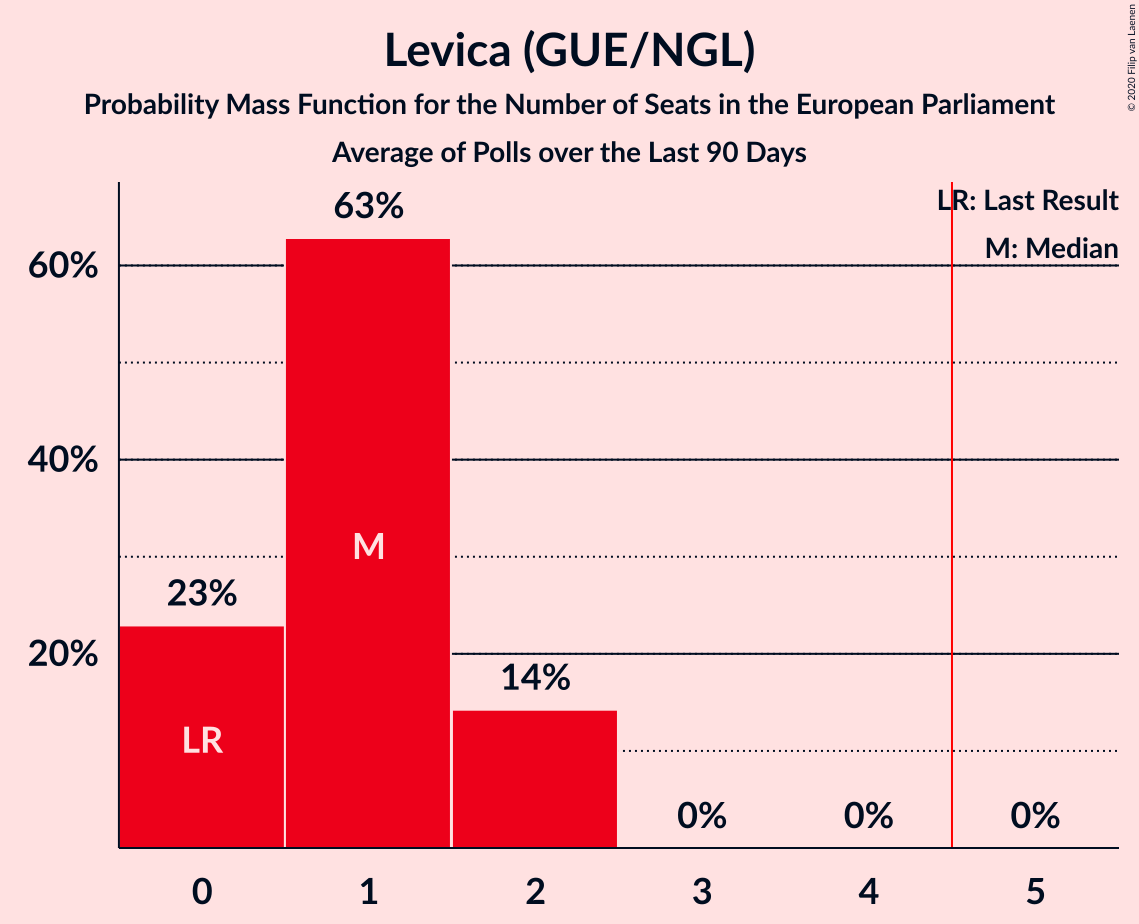 Levica (GUE/NGL)
Probability Mass Function for the Number of Seats in the European Parliament
Average of Polls over the Last 90 Days
© 2020 Filip van Laenen
LR: Last Result
M: Median
63%
60%
40%
M
23%
20%
14%
LR
0%
0%
0%
0
1
2
3
4
5